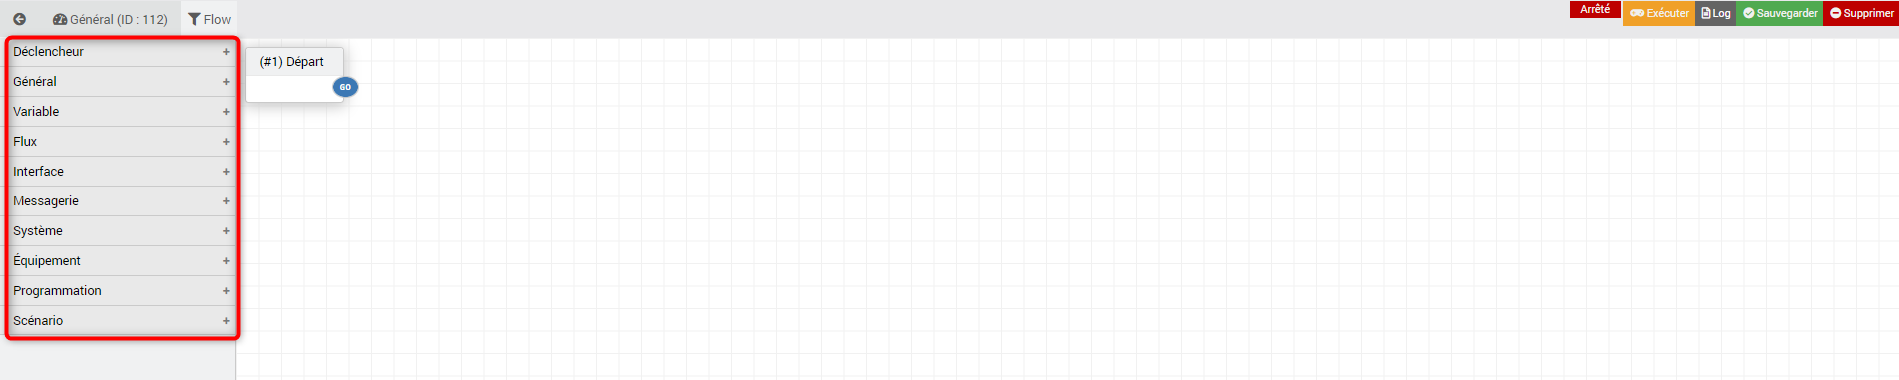 Général (ID : 112) Flow Arrêté Exécuter Log Sauvegarder Supprimer
Déclencheur +
(#1) Départ
Général +
GO
Variable +
Flux +
Interface +
Messagerie +
Système +
Équipement +
Programmation +
Scénario +